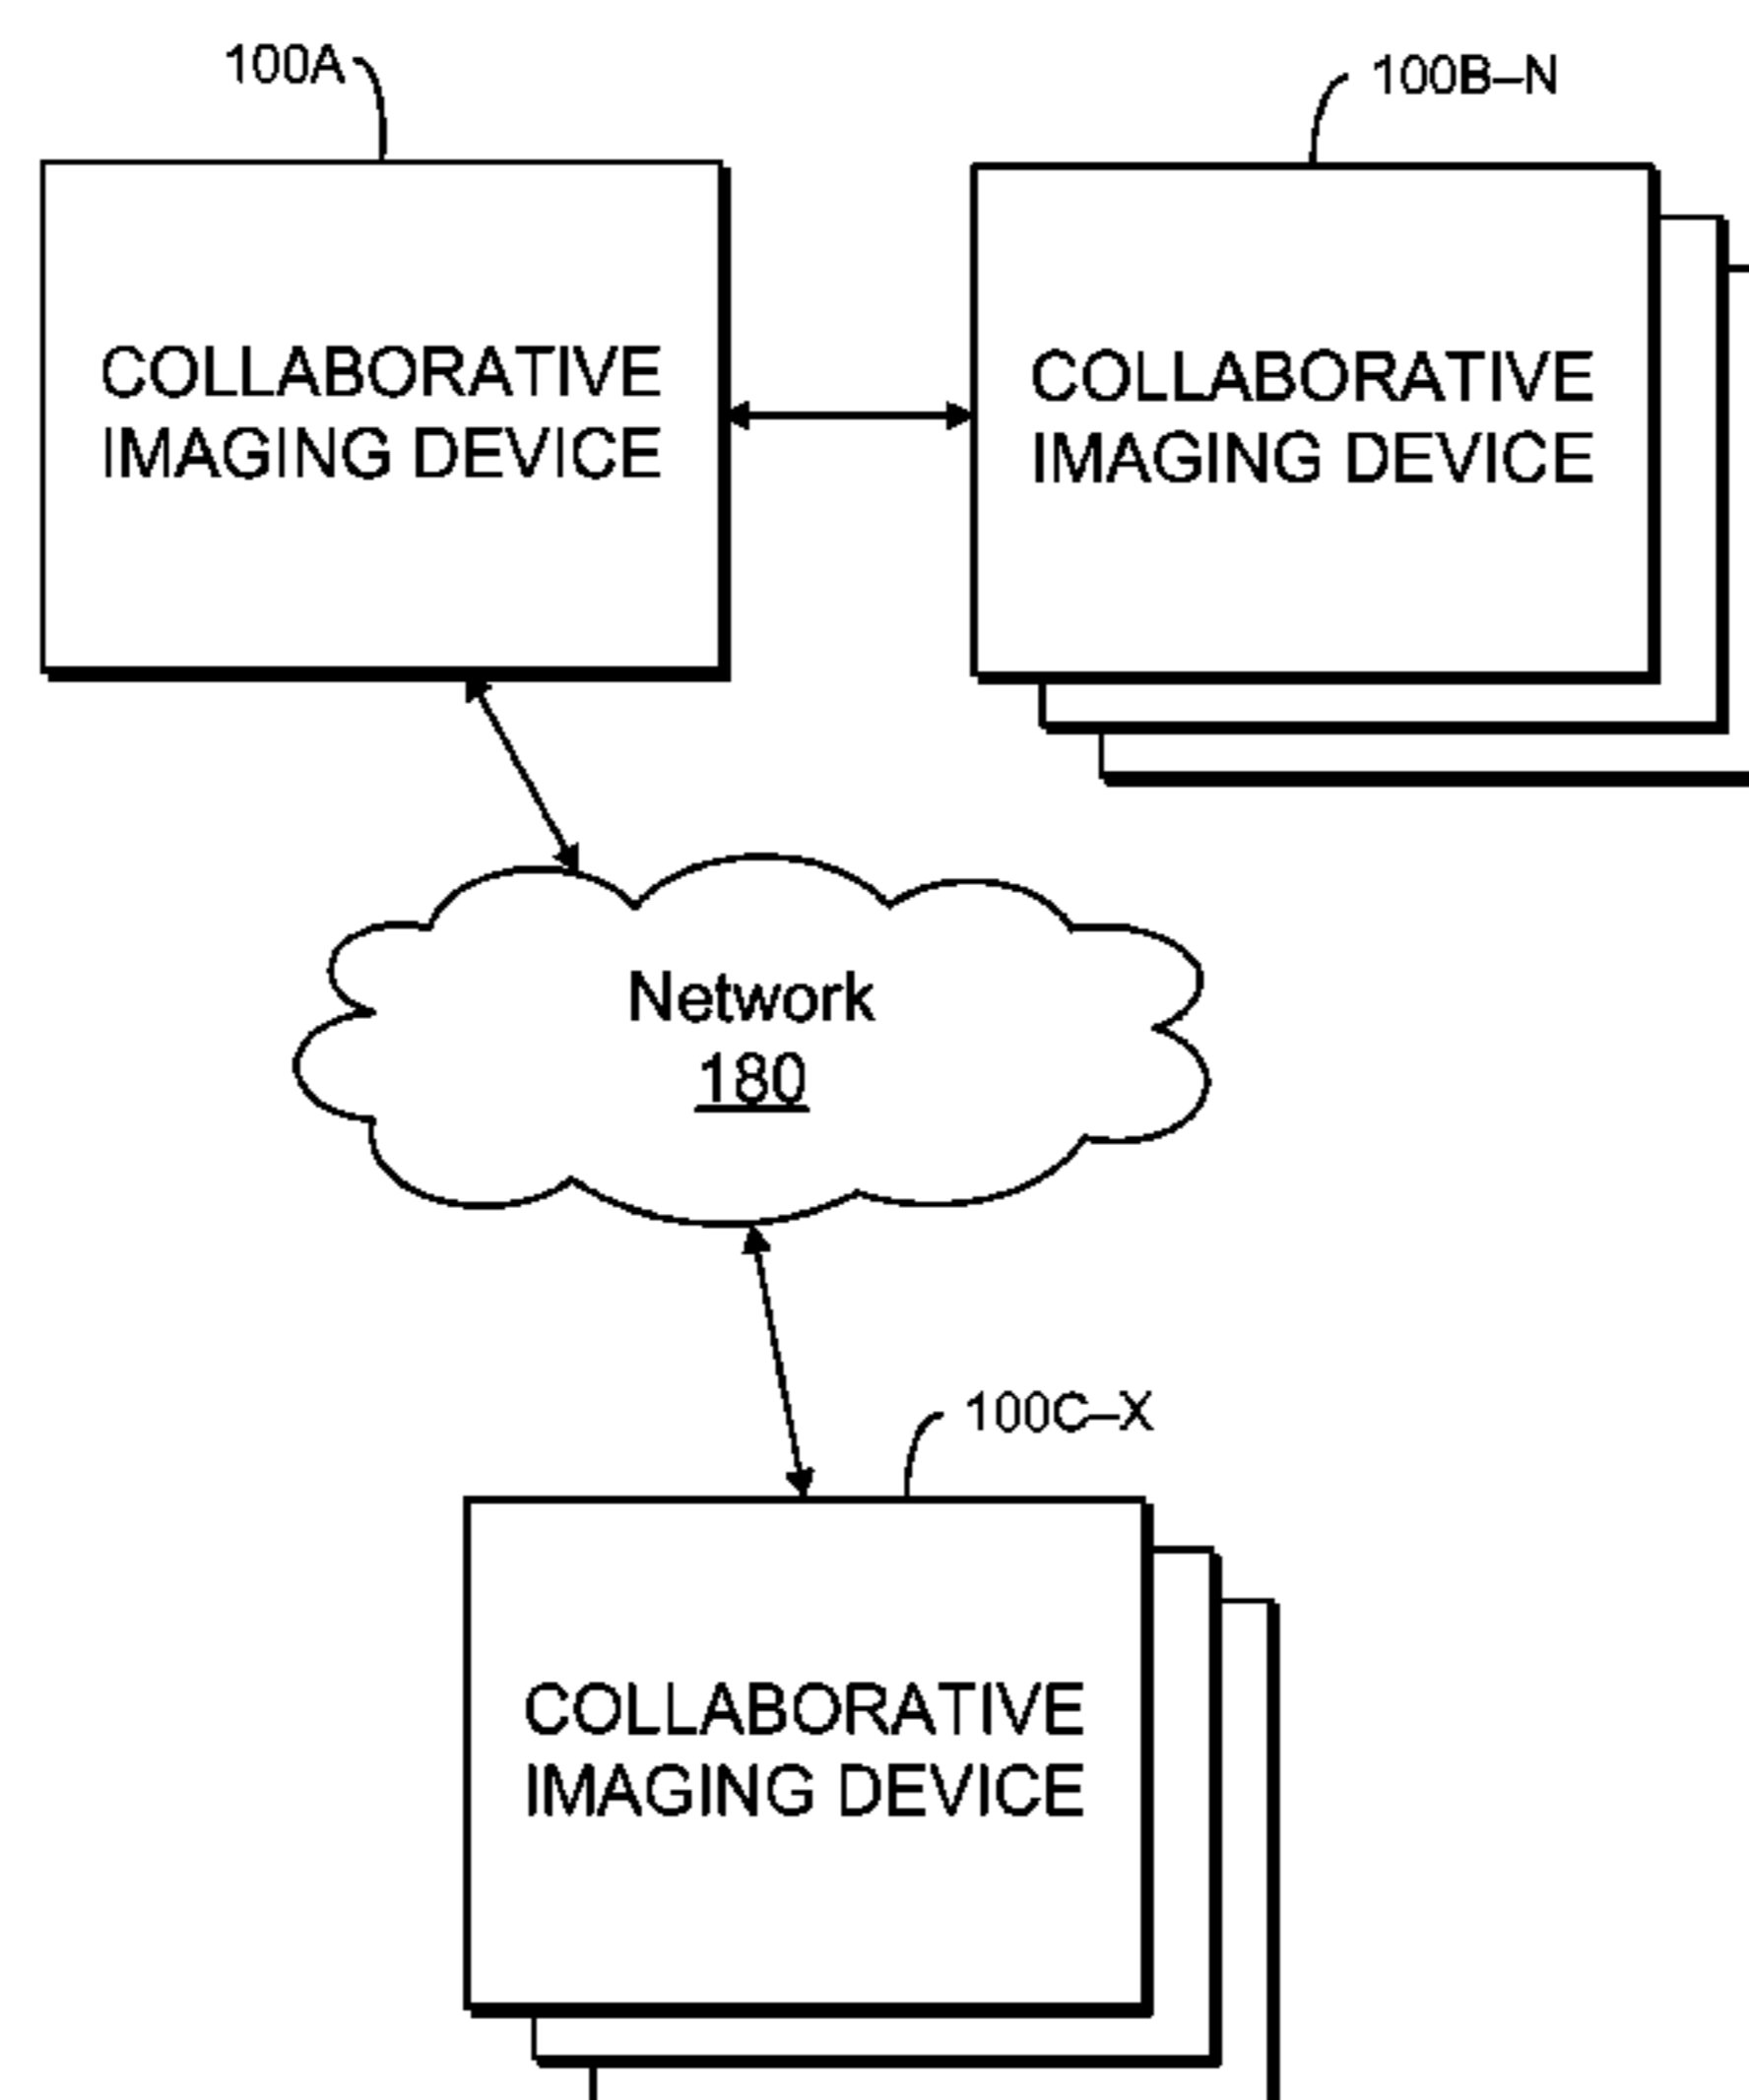 100A
100B–N
COLLABORATIVE
IMAGING DEVICE
COLLABORATIVE
IMAGING DEVICE
Network
180
100C–X
COLLABORATIVE
IMAGING DEVICE